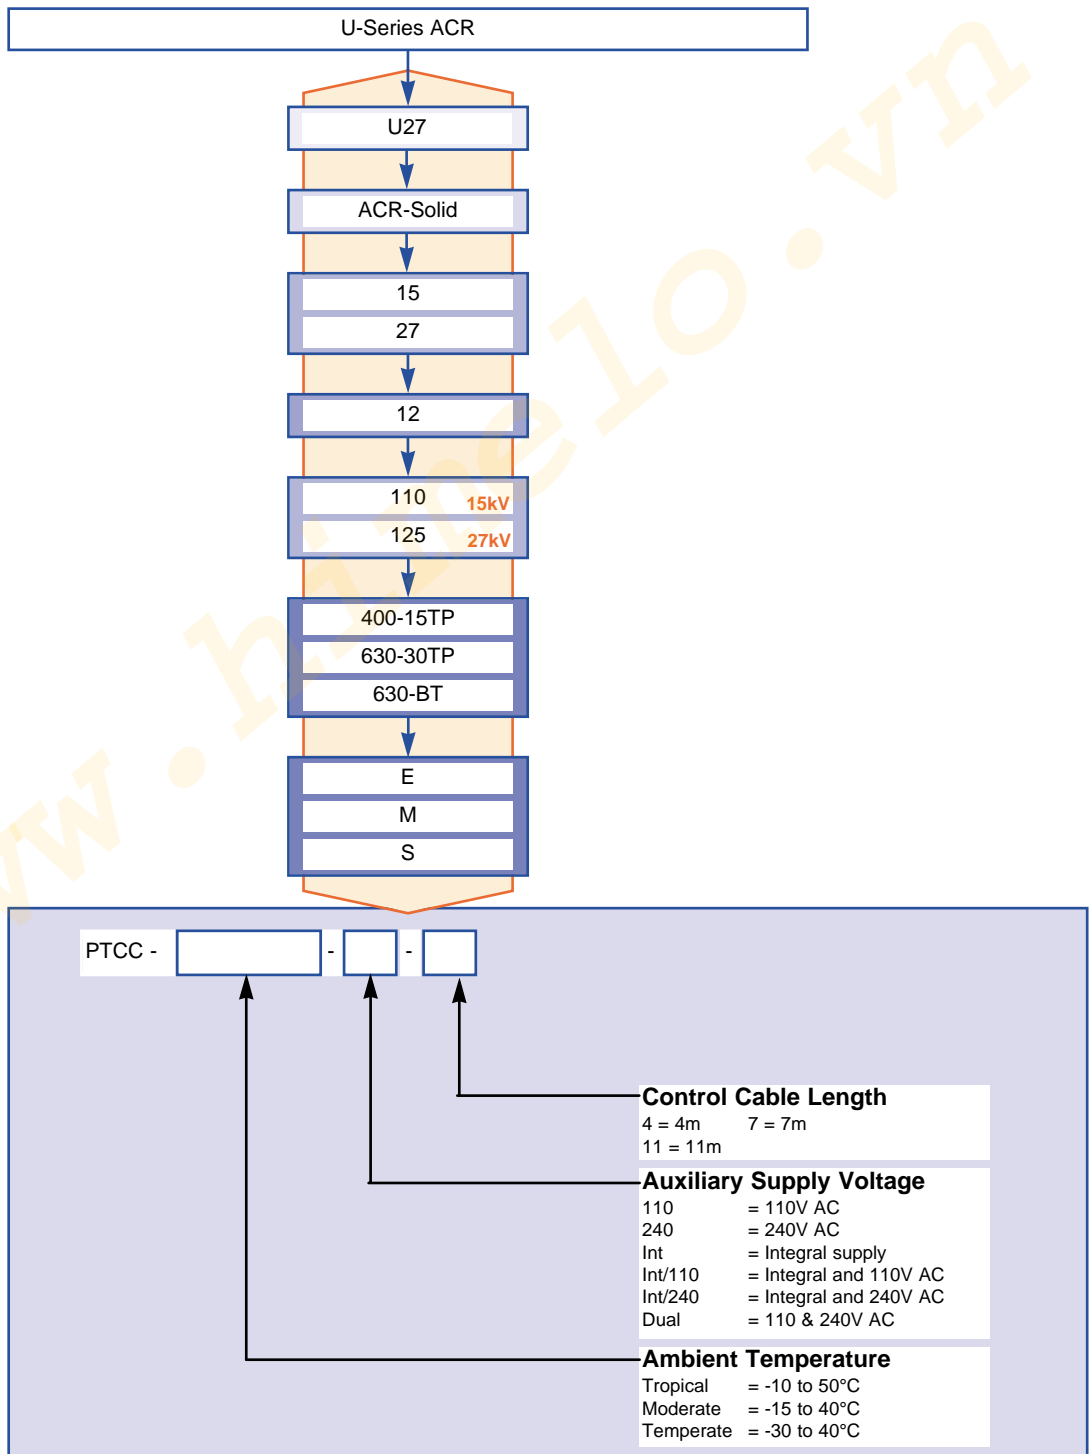 U-Series ACR
U27
ACR-Solid
15
27
12
110 15kV
125 27kV
400-15TP
630-30TP
630-BT
E
M
S
PTCC - - -
Control Cable Length
4 = 4m 7 = 7m
11 = 11m
Auxiliary Supply Voltage
110 = 110V AC
240 = 240V AC
Int = Integral supply
Int/110 = Integral and 110V AC
Int/240 = Integral and 240V AC
Dual = 110 & 240V AC
Ambient Temperature
Tropical = -10 to 50°C
Moderate = -15 to 40°C
Temperate = -30 to 40°C
www.himelo.vn